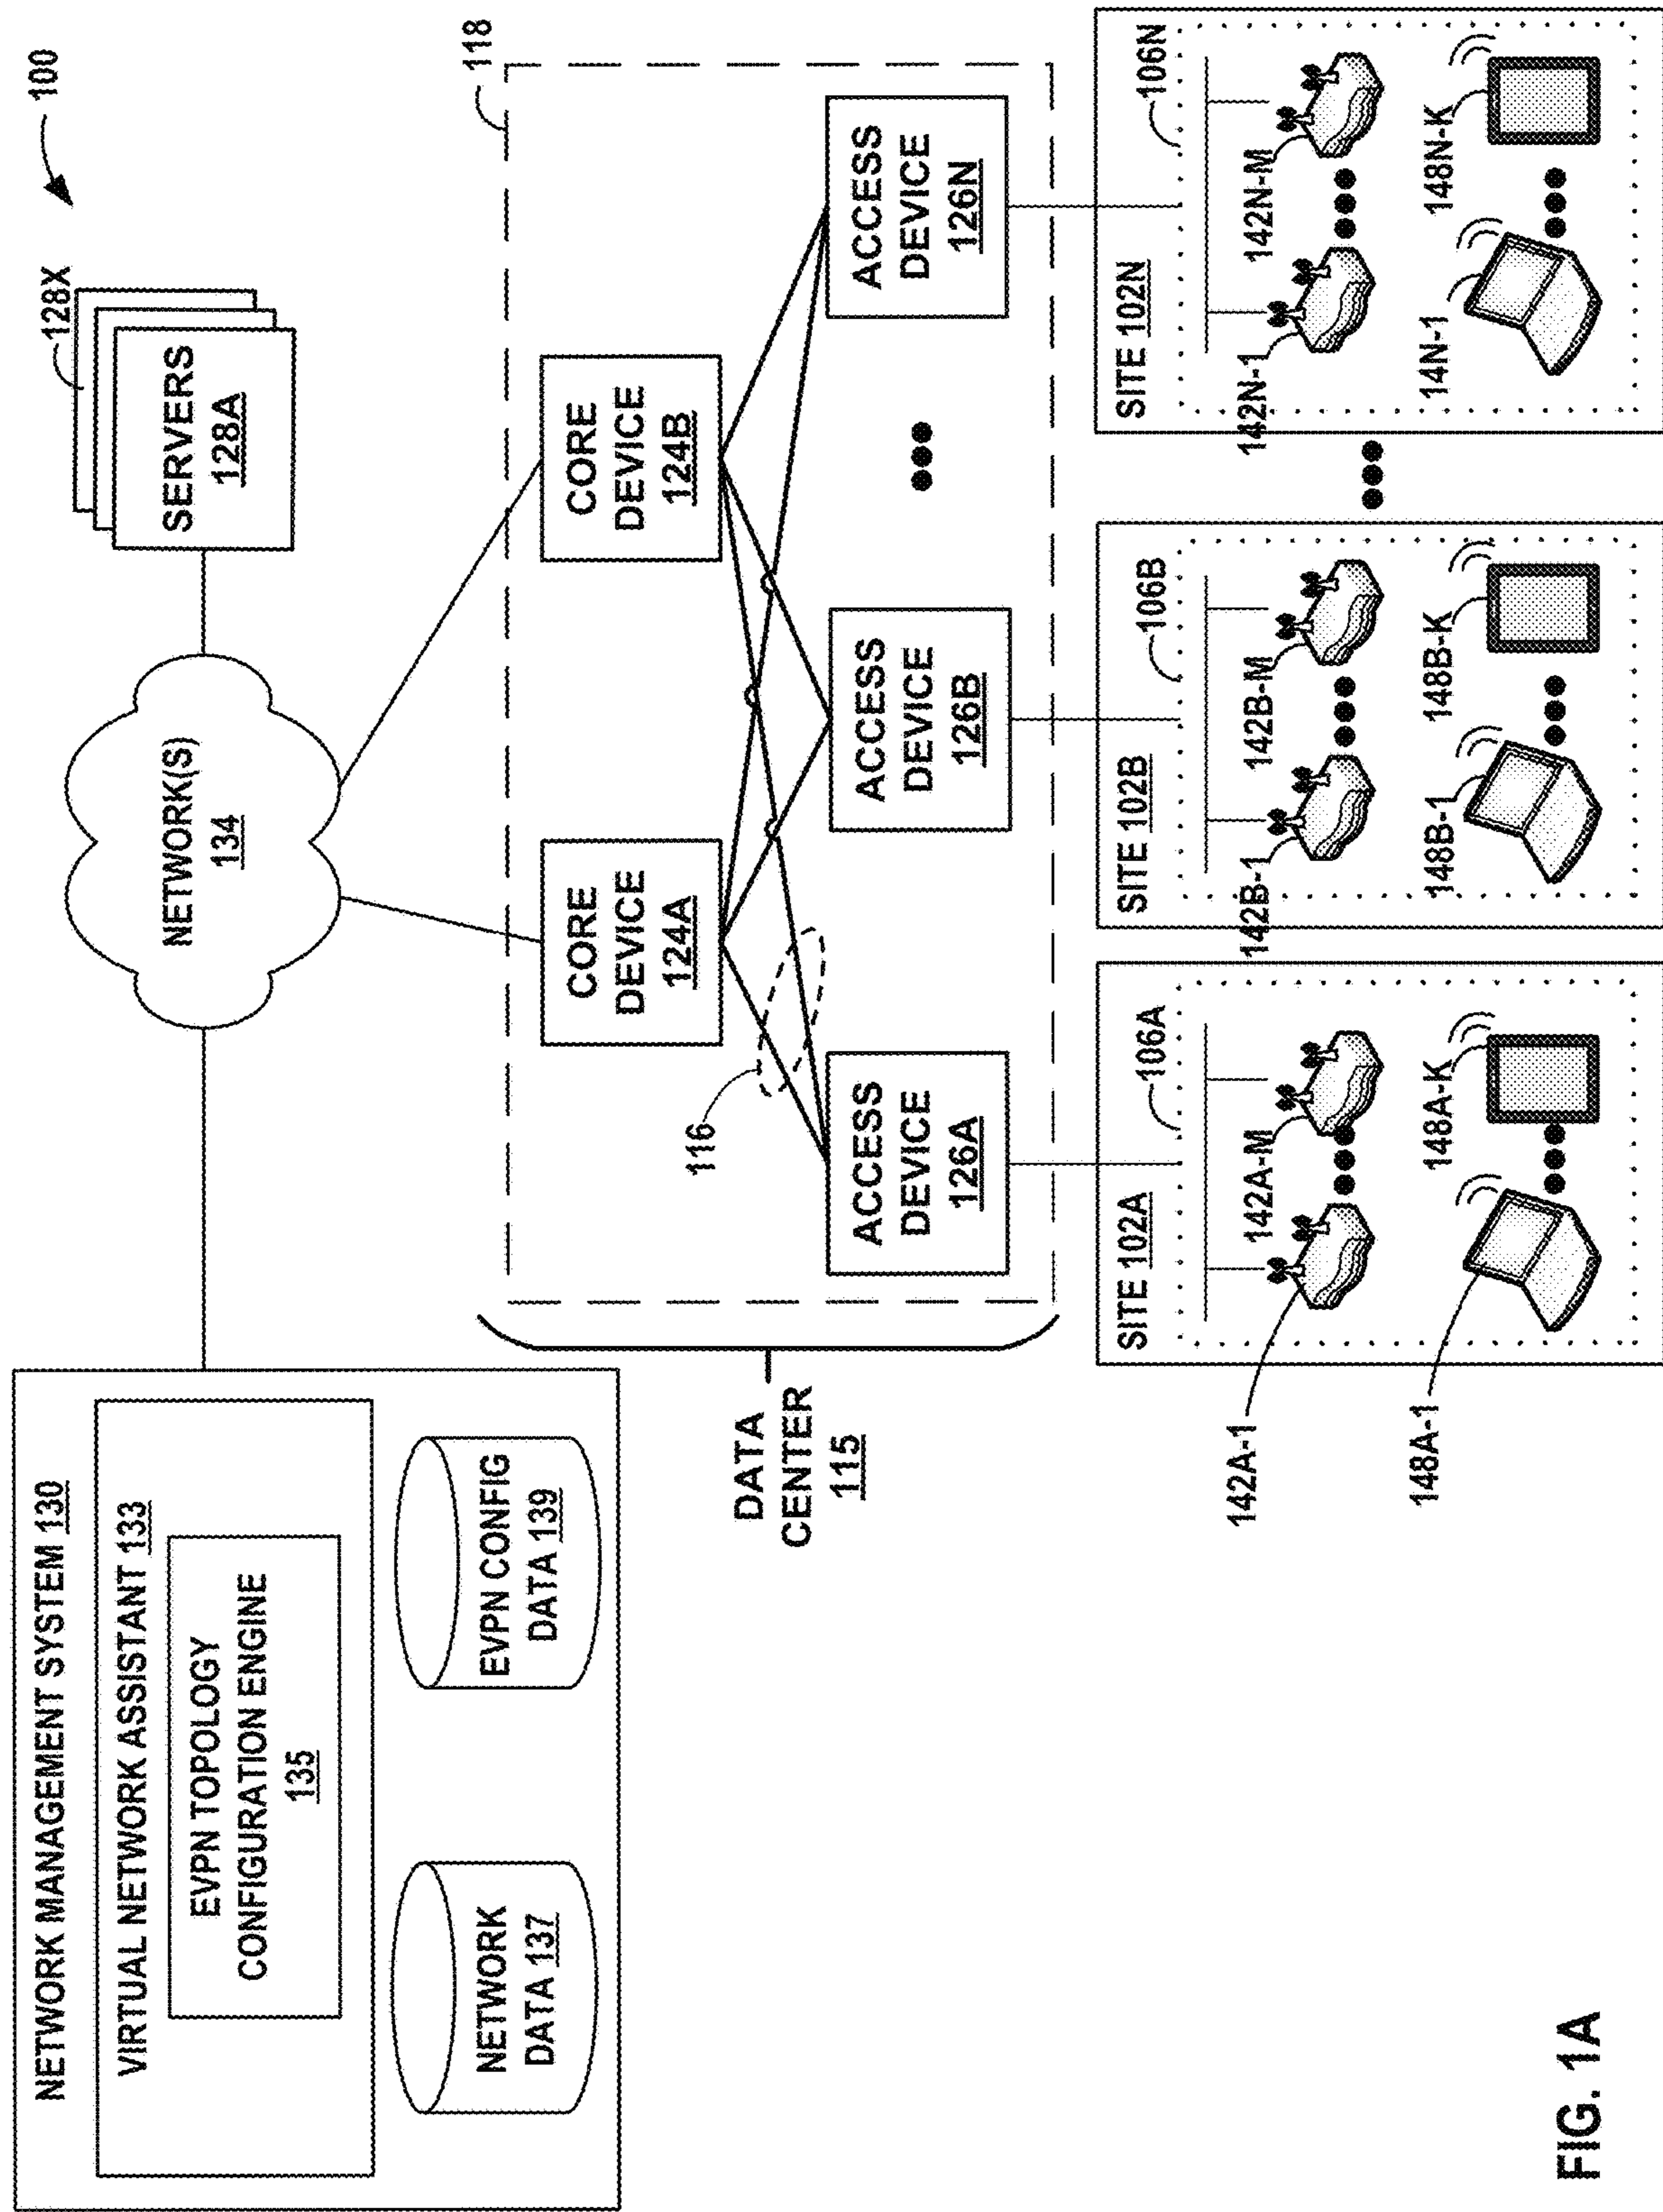 100
NETWORK MANAGEMENT SYSTEM 130
VIRTUAL NETWORK ASSISTANT 133
EVPN TOPOLOGY
CONFIGURATION ENGINE
135
NETWORK
DATA 137
EVPN CONFIG
DATA 139
NETWORK(S)
134
128X
SERVERS
128A
118
DATA
CENTER
115
CORE
DEVICE
124A
CORE
DEVICE
124B
116
ACCESS
DEVICE
126A
ACCESS
DEVICE
126B
ACCESS
DEVICE
126N
SITE 102A
106A
142A-1
142A-M
148A-1
148A-K
SITE 102B
106B
142B-1
142B-M
148B-1
148B-K
SITE 102N
106N
142N-1
142N-M
14N-1
148N-K
FIG. 1A